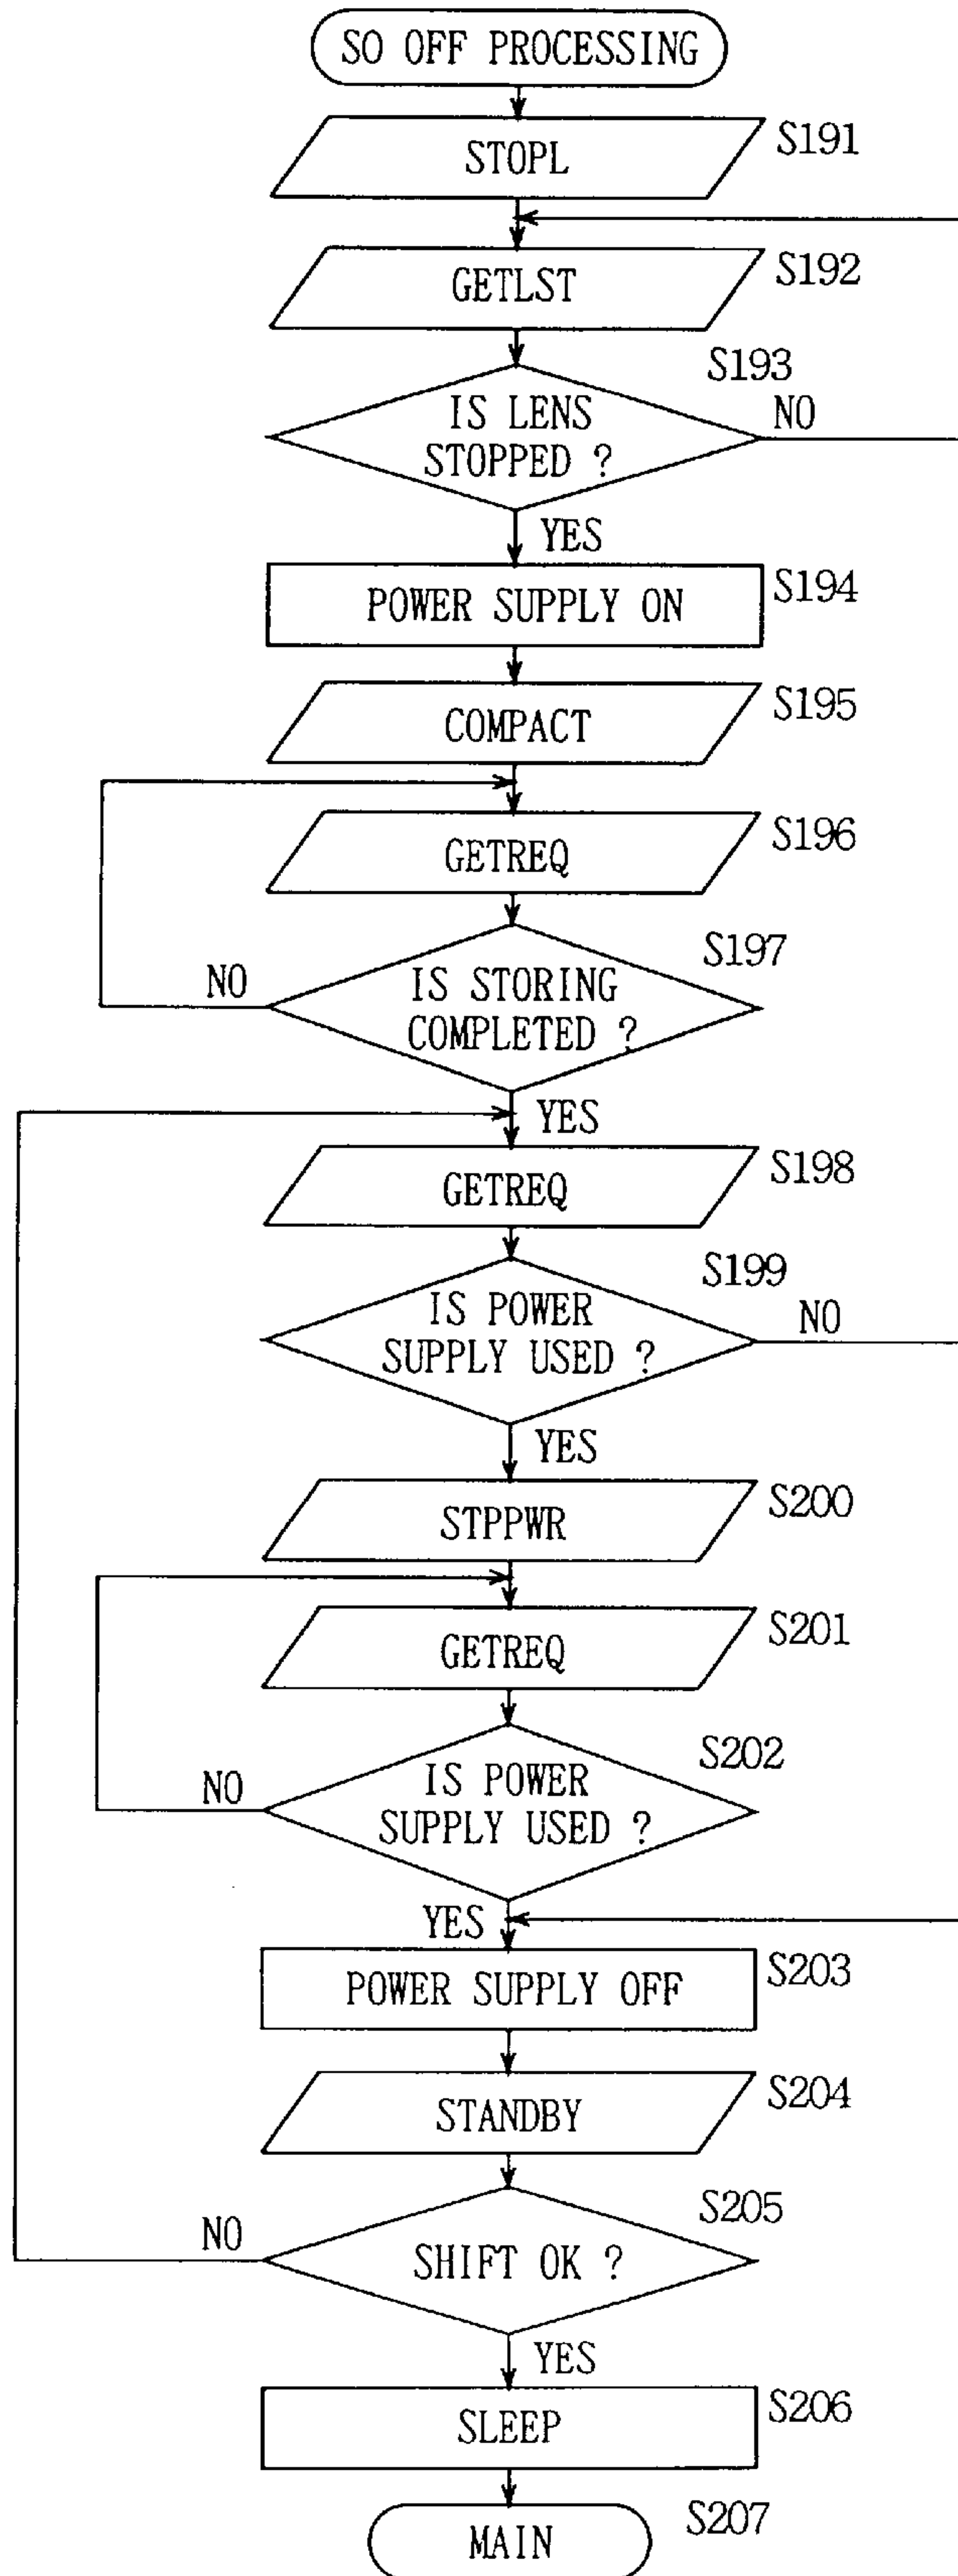 SO OFF PROCESSING
STOPL
S191
GETLST
S192
S193
IS LENS
STOPPED ?
NO
YES
POWER SUPPLY ON
S194
COMPACT
S195
GETREQ
S196
S197
NO
IS STORING
COMPLETED ?
YES
GETREQ
S198
S199
IS POWER
SUPPLY USED ?
NO
YES
STPPWR
S200
GETREQ
S201
S202
NO
IS POWER
SUPPLY USED ?
YES
POWER SUPPLY OFF
S203
STANDBY
S204
S205
NO
SHIFT OK ?
YES
SLEEP
S206
MAIN
S207